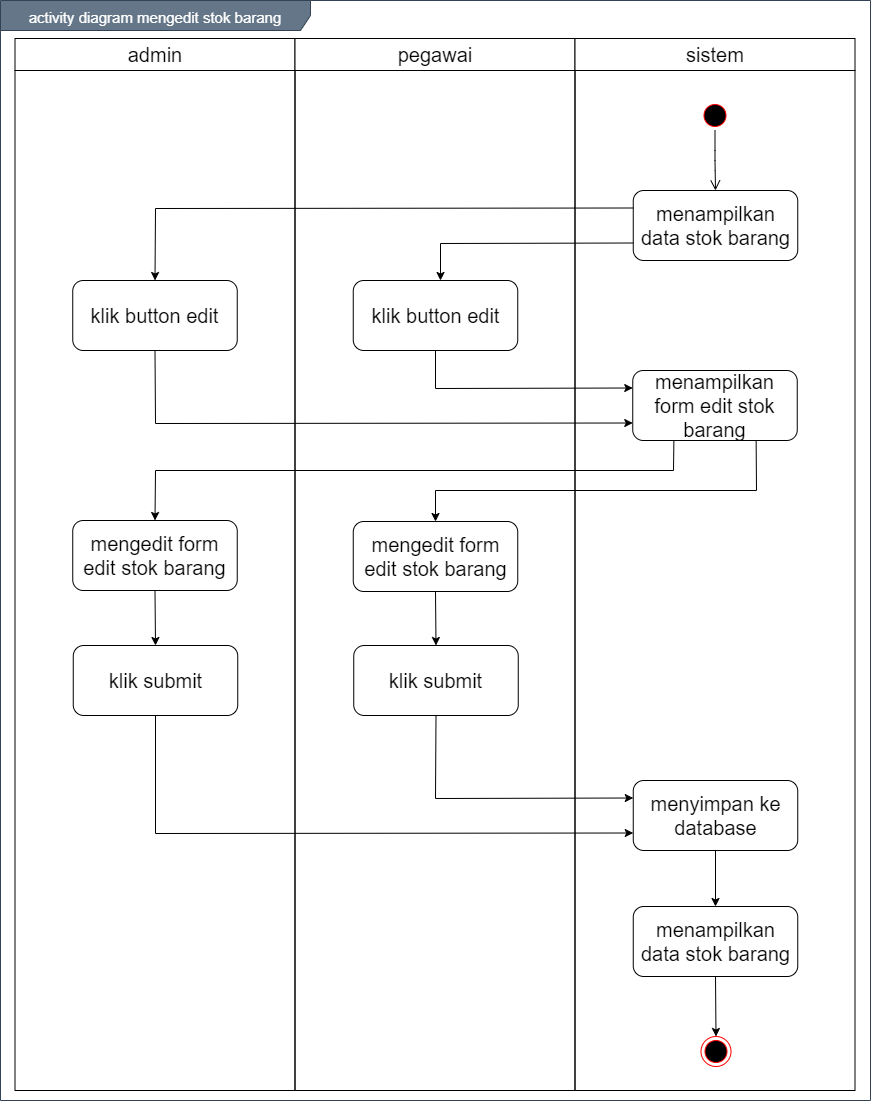 activity diagram mengedit stok barang
admin
pegawai
sistem
menampilkan
data stok barang
klik button edit
klik button edit
menampilkan
form edit stok
barang
mengedit form
edit stok barang
mengedit form
edit stok barang
klik submit
klik submit
menyimpan ke
database
menampilkan
data stok barang